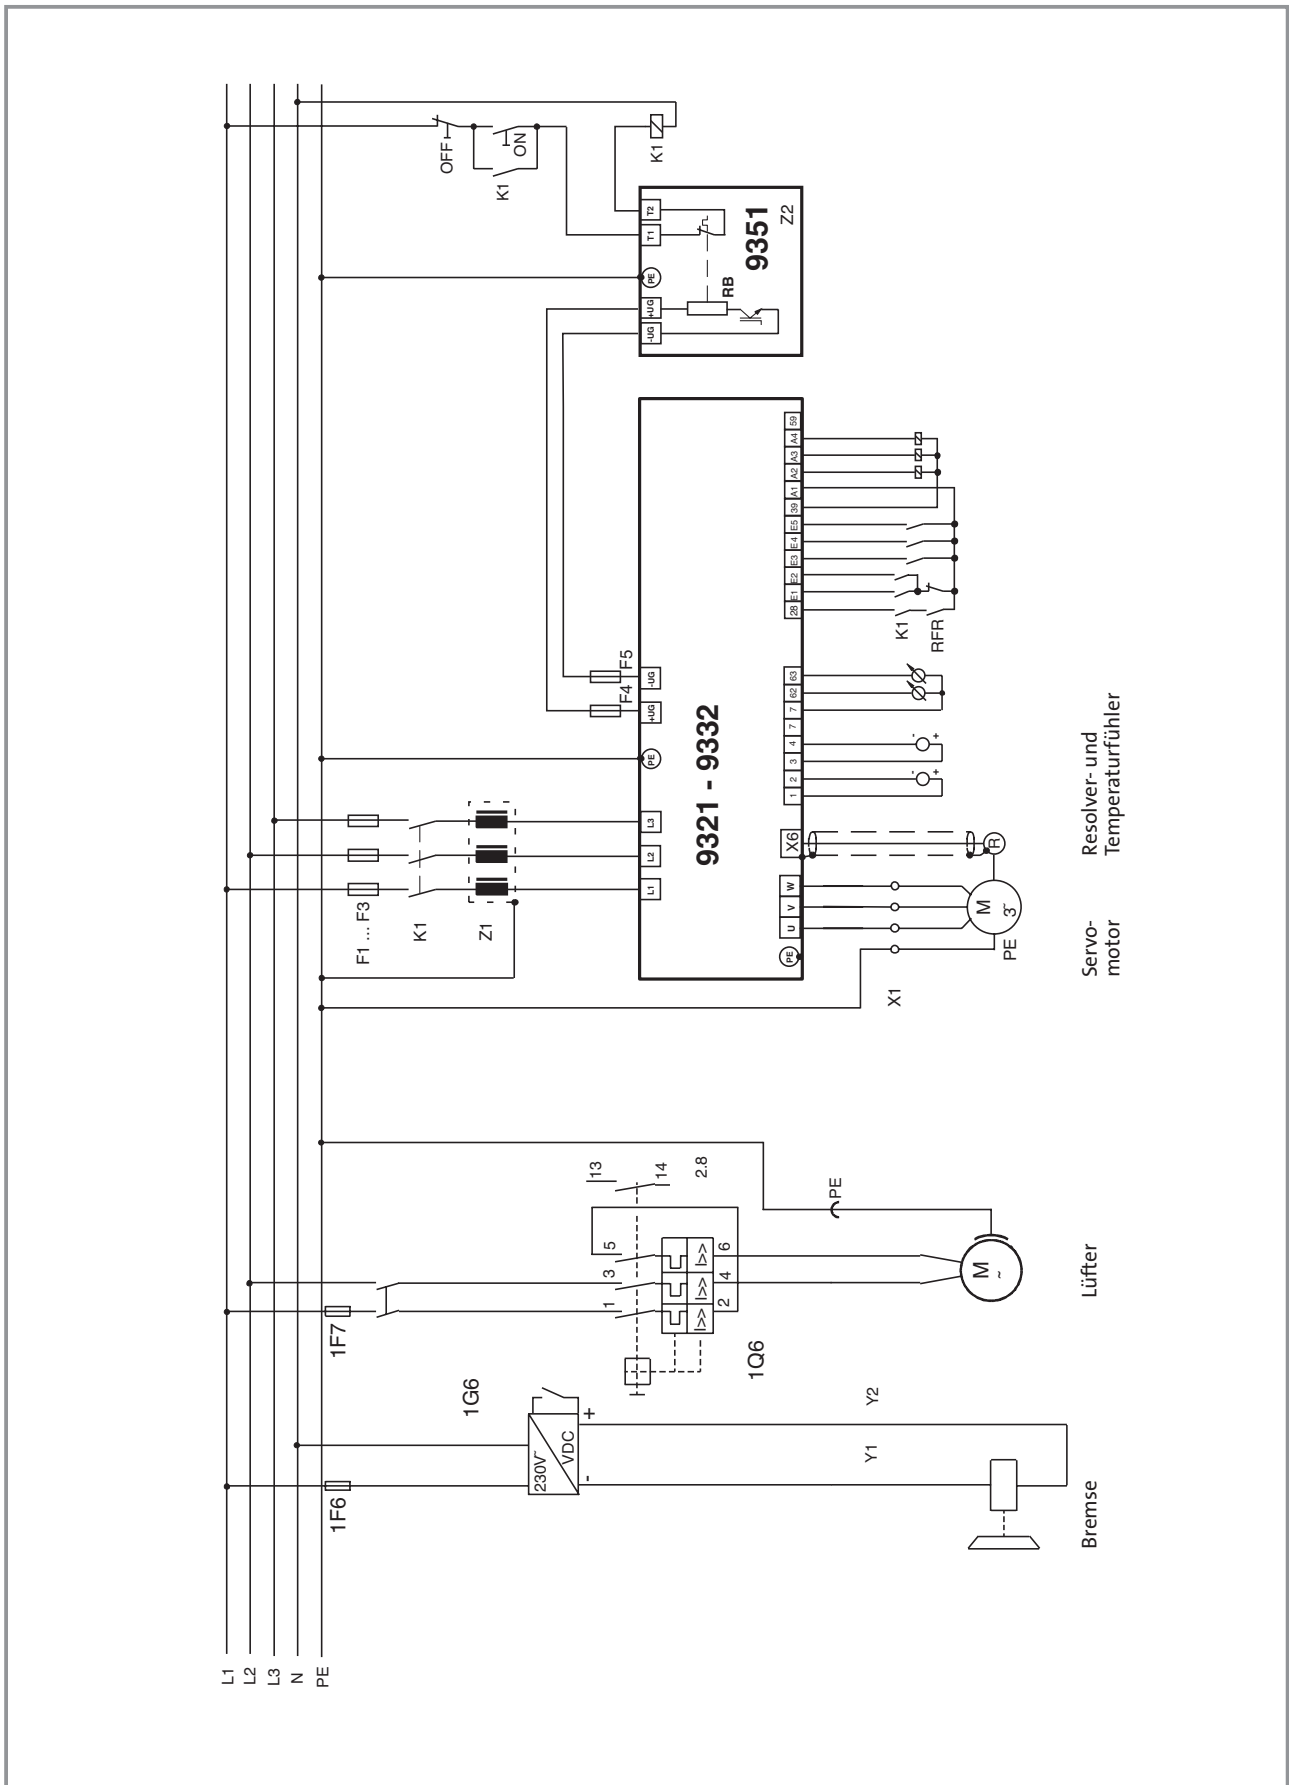 L1
L2
L3
N
PE
1F6
1G6
230V~
VDC
-
+
Y1
Y2
Bremse
1F7
1
3
5
13
14
2.8
I>>
I>>
I>>
2
4
6
1Q6
PE
M
~
Lüfter
F1 ... F3
K1
Z1
L1
L2
L3
PE
+UG
-UG
F4
F5
9321 - 9332
PE
U
V
W
X6
1
2
3
4
7
7
62
63
28
E1
E2
E3
E4
E5
39
A1
A2
A3
A4
59
X1
PE
M
3~
R
-
+
-
+
K1
RFR
Servo-
motor
Resolver- und
Temperaturfühler
OFF
ON
K1
K1
-UG
+UG
PE
T1
T2
RB
9351
Z2